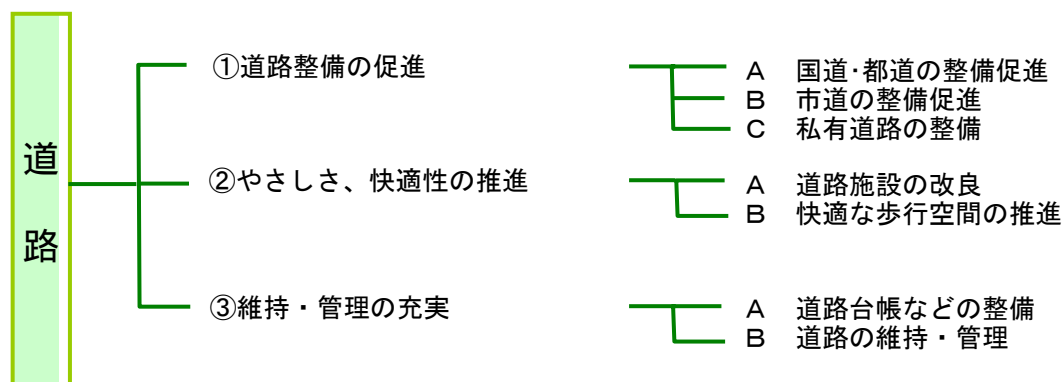 道路
①道路整備の促進
A 国道･都道の整備促進
B 市道の整備促進
C 私有道路の整備
②やさしさ、快適性の推進
A 道路施設の改良
B 快適な歩行空間の推進
③維持・管理の充実
A 道路台帳などの整備
B 道路の維持・管理